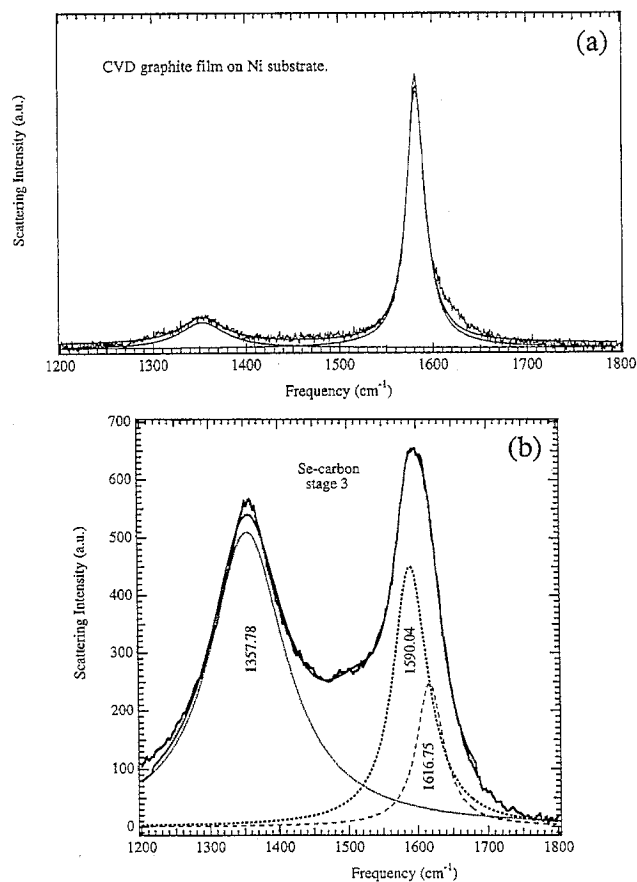 (a)
CVD graphite film on Ni substrate.
Scattering Intensity (a.u.)
1200 1300 1400 1500 1600 1700 1800
Frequency (cm⁻¹)
(b)
Se-carbon
stage 3
700
600
500
400
300
200
100
0
Scattering Intensity (a.u.)
1357.78
1590.04
1616.75
1200 1300 1400 1500 1600 1700 1800
Frequency (cm⁻¹)